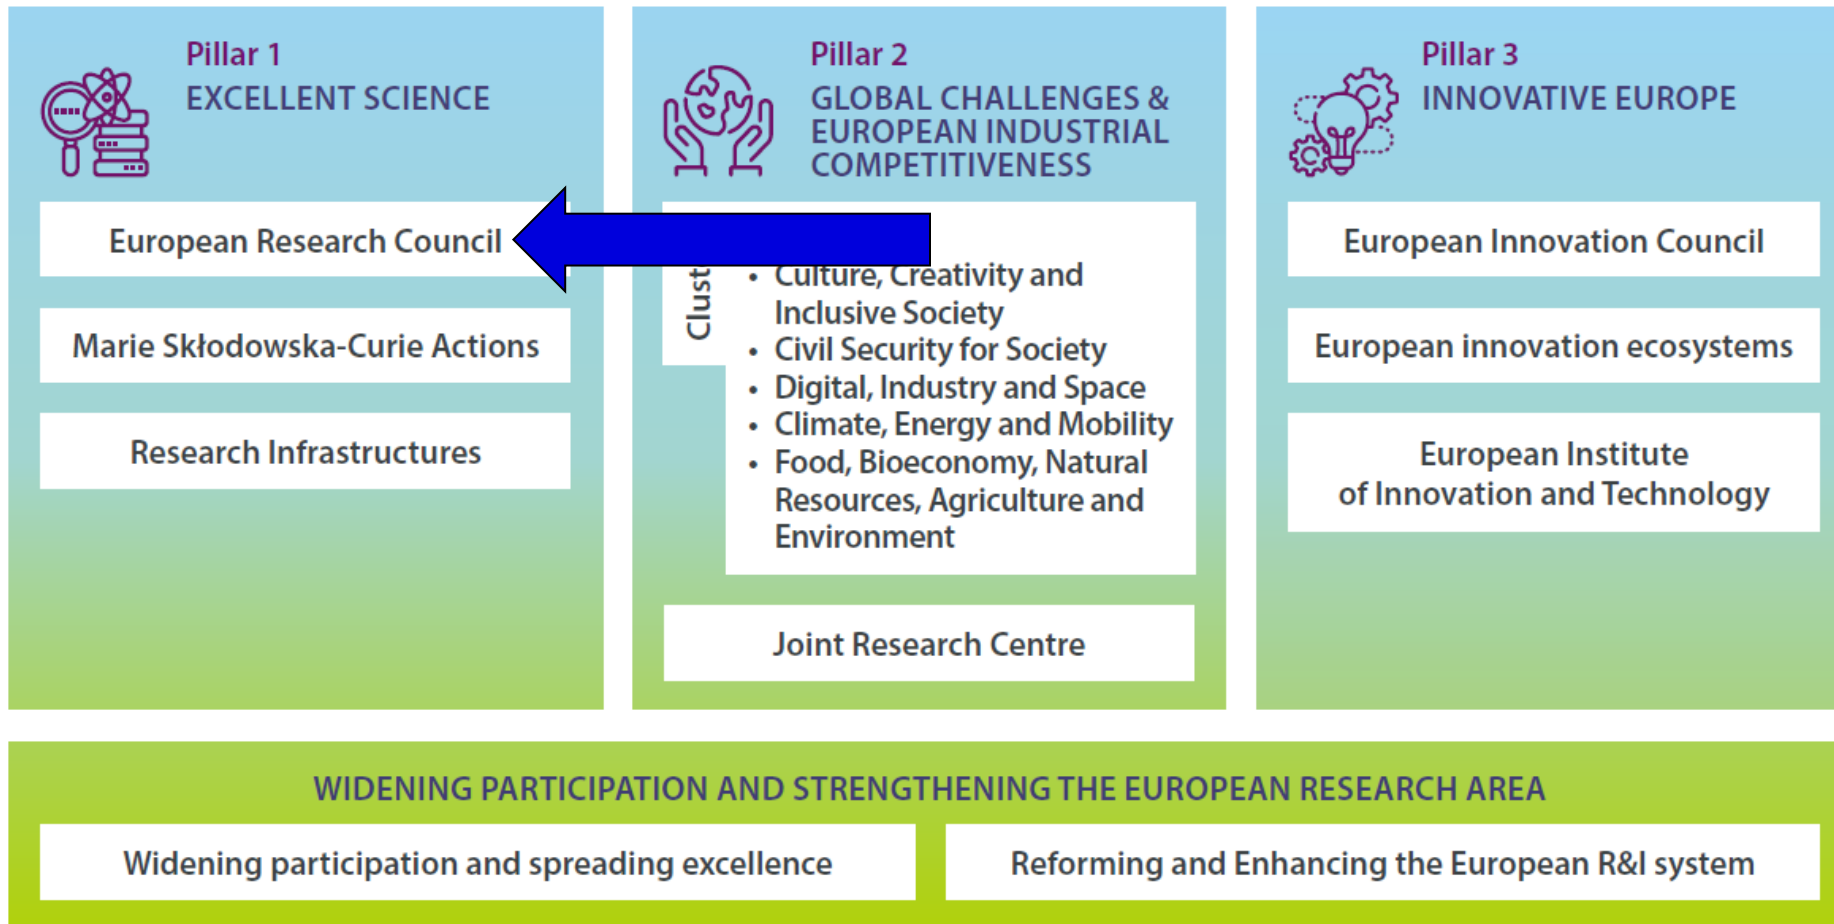 Pillar 1
EXCELLENT SCIENCE
European Research Council
Marie Skłodowska-Curie Actions
Research Infrastructures
Pillar 2
GLOBAL CHALLENGES &
EUROPEAN INDUSTRIAL
COMPETITIVENESS
Clust
• Culture, Creativity and
Inclusive Society
• Civil Security for Society
• Digital, Industry and Space
• Climate, Energy and Mobility
• Food, Bioeconomy, Natural
Resources, Agriculture and
Environment
Joint Research Centre
Pillar 3
INNOVATIVE EUROPE
European Innovation Council
European innovation ecosystems
European Institute
of Innovation and Technology
WIDENING PARTICIPATION AND STRENGTHENING THE EUROPEAN RESEARCH AREA
Widening participation and spreading excellence
Reforming and Enhancing the European R&I system